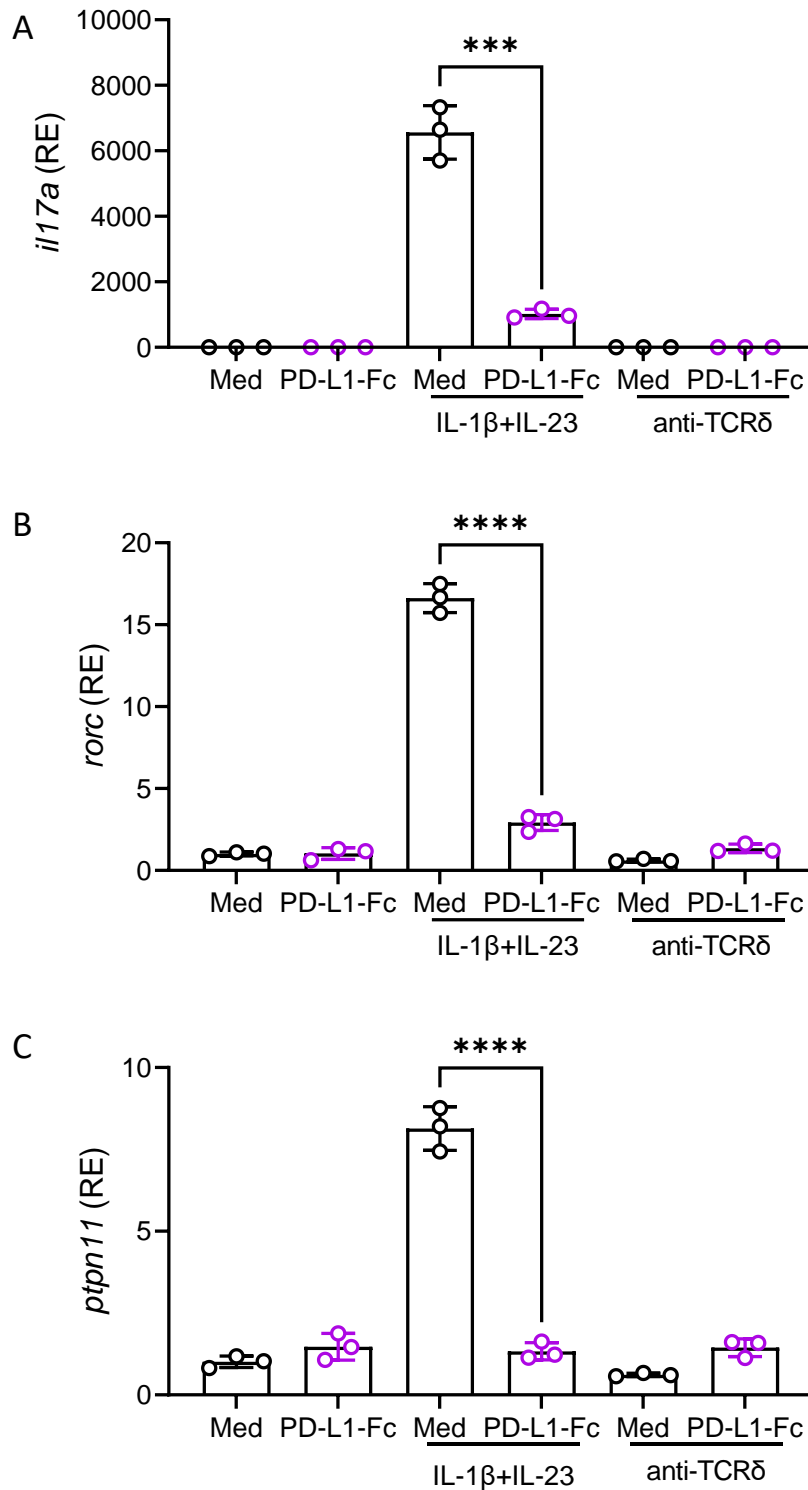 A
***
10000
8000
6000
4000
2000
0
il17a (RE)
Med PD-L1-Fc Med PD-L1-Fc Med PD-L1-Fc
IL-1β+IL-23 anti-TCRδ
B
****
20
15
10
5
0
rorc (RE)
Med PD-L1-Fc Med PD-L1-Fc Med PD-L1-Fc
IL-1β+IL-23 anti-TCRδ
C
****
10
5
0
ptpn11 (RE)
Med PD-L1-Fc Med PD-L1-Fc Med PD-L1-Fc
IL-1β+IL-23 anti-TCRδ